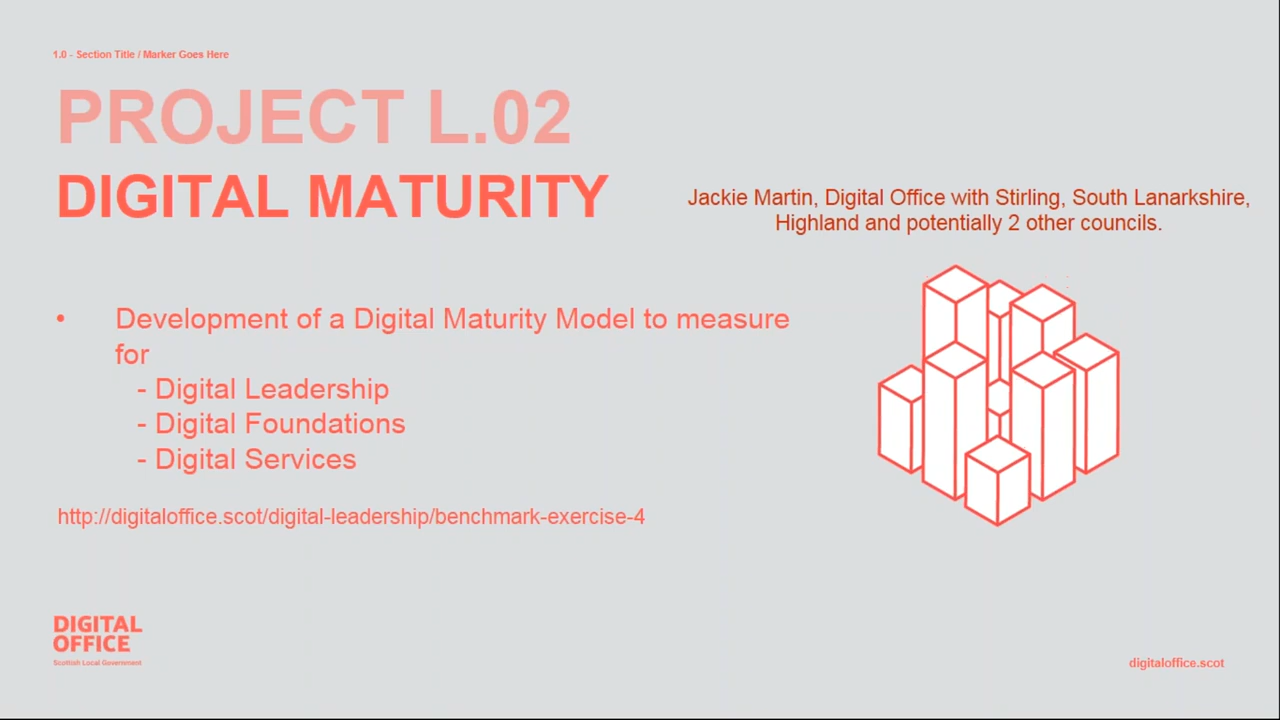 1.0 - Section Title / Marker Goes Here
PROJECT L.02
DIGITAL MATURITY
Jackie Martin, Digital Office with Stirling, South Lanarkshire,
Highland and potentially 2 other councils.
• Development of a Digital Maturity Model to measure
for
- Digital Leadership
- Digital Foundations
- Digital Services
http://digitaloffice.scot/digital-leadership/benchmark-exercise-4
DIGITAL
OFFICE
Scottish Local Government
digitaloffice.scot